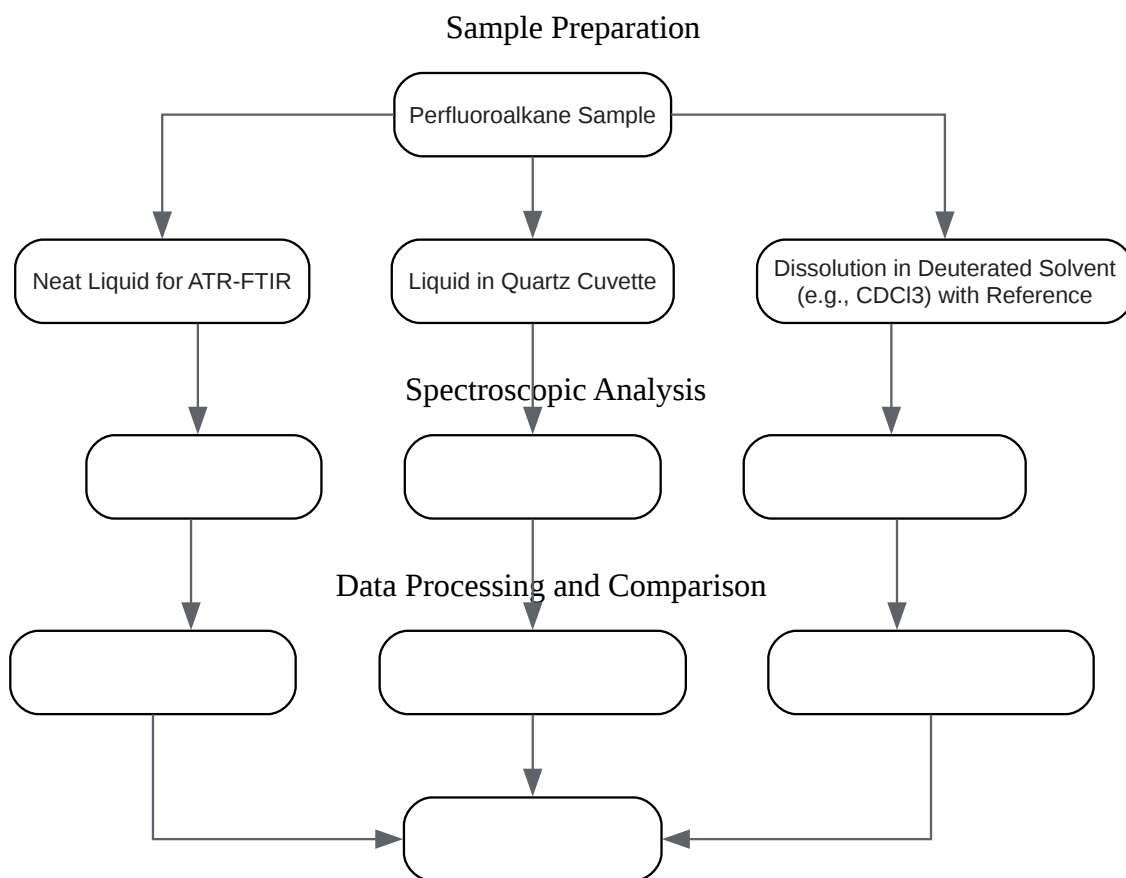 Sample Preparation
Perfluoroalkane Sample
Neat Liquid for ATR-FTIR
Liquid in Quartz Cuvette
Dissolution in Deuterated Solvent
(e.g., CDCl3) with Reference
Spectroscopic Analysis
Data Processing and Comparison